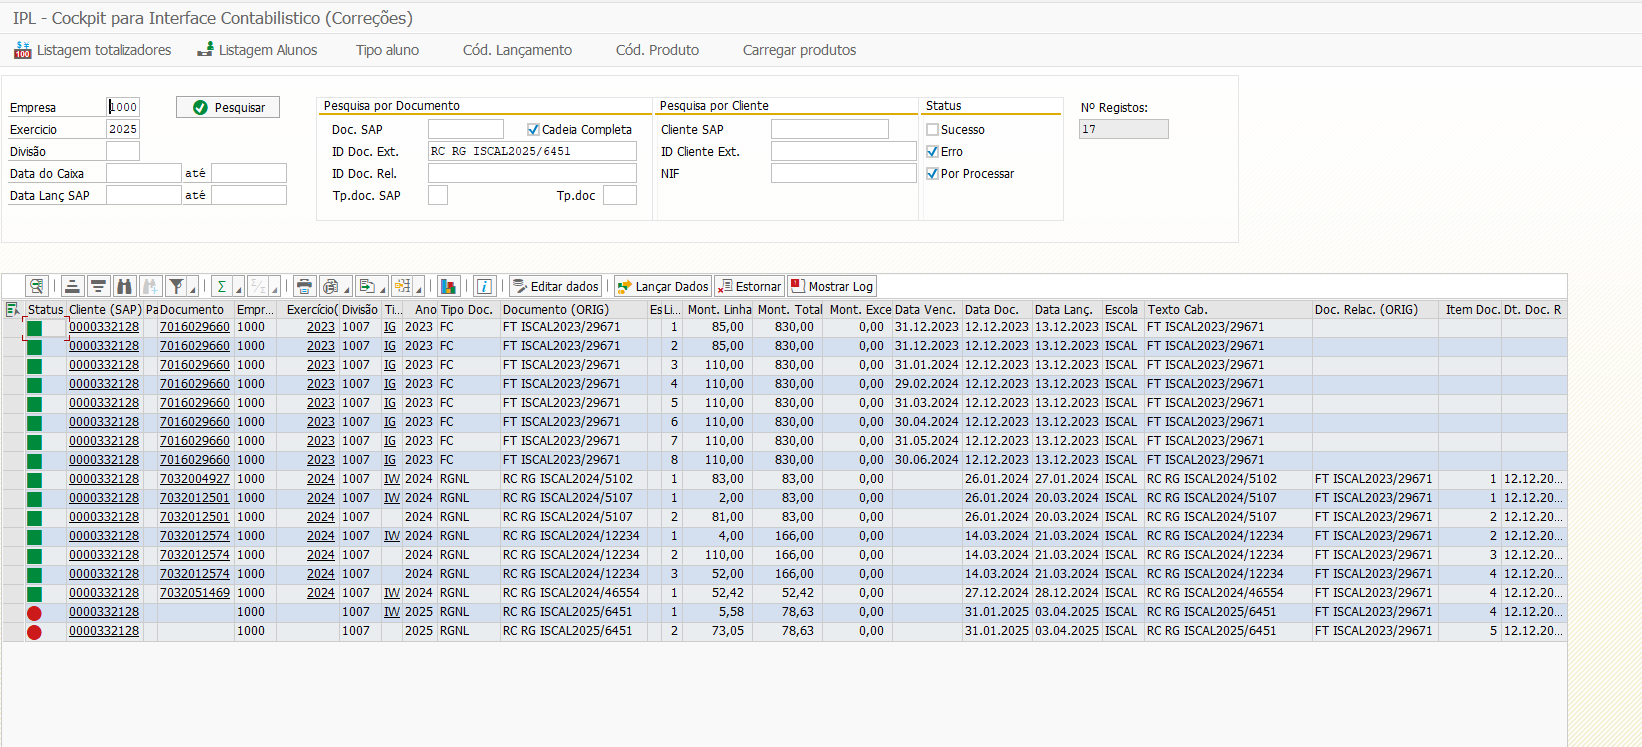 IPL - Cockpit para Interface Contabilistico (Correções)
Listagem totalizadores Listagem Alunos Tipo aluno Cód. Lançamento Cód. Produto Carregar produtos
Empresa 1000 Pesquisar Pesquisa por Documento Pesquisa por Cliente Status Nº Registos:
Exercicio 2025 Doc. SAP Cadeia Completa Cliente SAP Sucesso 17
Divisão ID Doc. Ext. RC RG ISCAL2025/6451 ID Cliente Ext. Erro
Data do Caixa até ID Doc. Rel. NIF Por Processar
Data Lanç SAP até Tp.doc. SAP Tp.doc
Editar dados Lançar Dados Estornar Mostrar Log
Status Cliente (SAP) Pa Documento Empr... Exercício( Divisão Ti... Ano Tipo Doc. Documento (ORIG) Es Li... Mont. Linha Mont. Total Mont. Exce Data Venc. Data Doc. Data Lanç. Escola Texto Cab. Doc. Relac. (ORIG) Item Doc. Dt. Doc. R
0000332128 7016029660 1000 2023 1007 IG 2023 FC FT ISCAL2023/29671 1 85,00 830,00 0,00 31.12.2023 12.12.2023 13.12.2023 ISCAL FT ISCAL2023/29671
0000332128 7016029660 1000 2023 1007 IG 2023 FC FT ISCAL2023/29671 2 85,00 830,00 0,00 31.12.2023 12.12.2023 13.12.2023 ISCAL FT ISCAL2023/29671
0000332128 7016029660 1000 2023 1007 IG 2023 FC FT ISCAL2023/29671 3 110,00 830,00 0,00 31.01.2024 12.12.2023 13.12.2023 ISCAL FT ISCAL2023/29671
0000332128 7016029660 1000 2023 1007 IG 2023 FC FT ISCAL2023/29671 4 110,00 830,00 0,00 29.02.2024 12.12.2023 13.12.2023 ISCAL FT ISCAL2023/29671
0000332128 7016029660 1000 2023 1007 IG 2023 FC FT ISCAL2023/29671 5 110,00 830,00 0,00 31.03.2024 12.12.2023 13.12.2023 ISCAL FT ISCAL2023/29671
0000332128 7016029660 1000 2023 1007 IG 2023 FC FT ISCAL2023/29671 6 110,00 830,00 0,00 30.04.2024 12.12.2023 13.12.2023 ISCAL FT ISCAL2023/29671
0000332128 7016029660 1000 2023 1007 IG 2023 FC FT ISCAL2023/29671 7 110,00 830,00 0,00 31.05.2024 12.12.2023 13.12.2023 ISCAL FT ISCAL2023/29671
0000332128 7016029660 1000 2023 1007 IG 2023 FC FT ISCAL2023/29671 8 110,00 830,00 0,00 30.06.2024 12.12.2023 13.12.2023 ISCAL FT ISCAL2023/29671
0000332128 7032004927 1000 2024 1007 IW 2024 RGNL RC RG ISCAL2024/5102 1 83,00 83,00 0,00 26.01.2024 27.01.2024 ISCAL RC RG ISCAL2024/5102 FT ISCAL2023/29671 1 12.12.20...
0000332128 7032012501 1000 2024 1007 IW 2024 RGNL RC RG ISCAL2024/5107 1 2,00 83,00 0,00 26.01.2024 20.03.2024 ISCAL RC RG ISCAL2024/5107 FT ISCAL2023/29671 1 12.12.20...
0000332128 7032012501 1000 2024 1007 2024 RGNL RC RG ISCAL2024/5107 2 81,00 83,00 0,00 26.01.2024 20.03.2024 ISCAL RC RG ISCAL2024/5107 FT ISCAL2023/29671 2 12.12.20...
0000332128 7032012574 1000 2024 1007 IW 2024 RGNL RC RG ISCAL2024/12234 1 4,00 166,00 0,00 14.03.2024 21.03.2024 ISCAL RC RG ISCAL2024/12234 FT ISCAL2023/29671 2 12.12.20...
0000332128 7032012574 1000 2024 1007 2024 RGNL RC RG ISCAL2024/12234 2 110,00 166,00 0,00 14.03.2024 21.03.2024 ISCAL RC RG ISCAL2024/12234 FT ISCAL2023/29671 3 12.12.20...
0000332128 7032012574 1000 2024 1007 2024 RGNL RC RG ISCAL2024/12234 3 52,00 166,00 0,00 14.03.2024 21.03.2024 ISCAL RC RG ISCAL2024/12234 FT ISCAL2023/29671 4 12.12.20...
0000332128 7032051469 1000 2024 1007 IW 2024 RGNL RC RG ISCAL2024/46554 1 52,42 52,42 0,00 27.12.2024 28.12.2024 ISCAL RC RG ISCAL2024/46554 FT ISCAL2023/29671 4 12.12.20...
0000332128 1000 1007 IW 2025 RGNL RC RG ISCAL2025/6451 1 5,58 78,63 0,00 31.01.2025 03.04.2025 ISCAL RC RG ISCAL2025/6451 FT ISCAL2023/29671 4 12.12.20...
0000332128 1000 1007 2025 RGNL RC RG ISCAL2025/6451 2 73,05 78,63 0,00 31.01.2025 03.04.2025 ISCAL RC RG ISCAL2025/6451 FT ISCAL2023/29671 5 12.12.20...